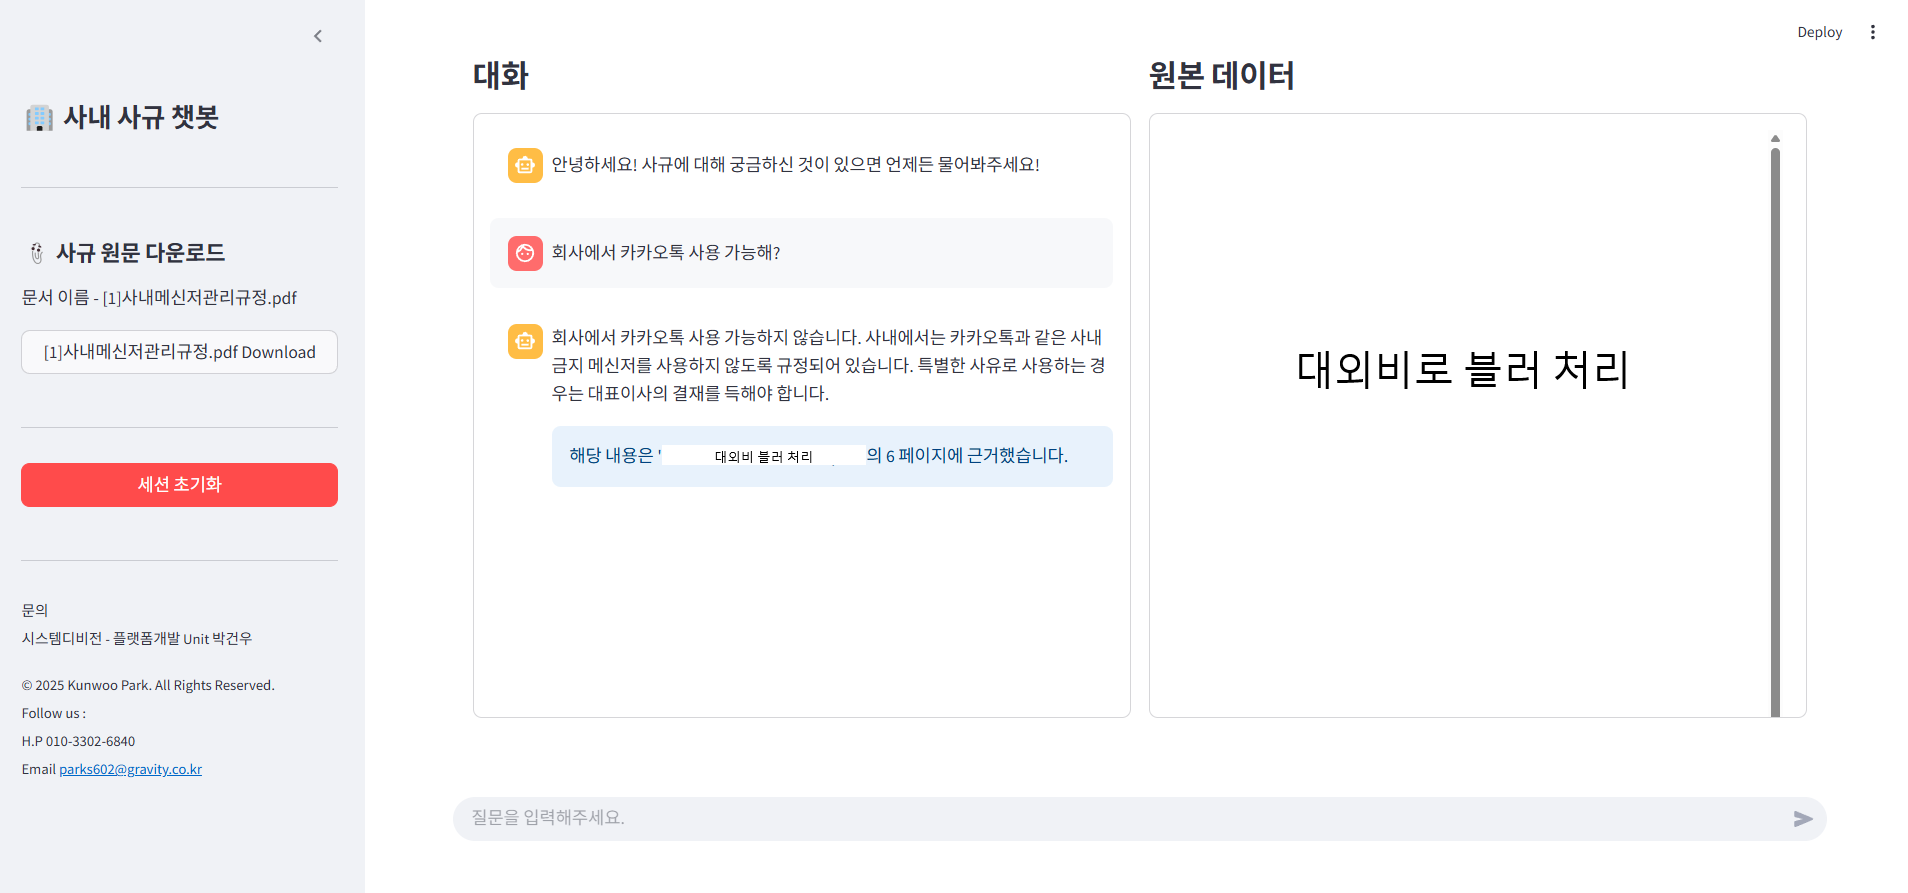 사내 사규 챗봇
사규 원문 다운로드
문서 이름 - [1]사내메신저관리규정.pdf
[1]사내메신저관리규정.pdf Download
세션 초기화
문의
시스템디비전 - 플랫폼개발 Unit 박건우
© 2025 Kunwoo Park. All Rights Reserved.
Follow us :
H.P 010-3302-6840
Email parks602@gravity.co.kr
Deploy
대화
안녕하세요! 사규에 대해 궁금하신 것이 있으면 언제든 물어봐주세요!
회사에서 카카오톡 사용 가능해?
회사에서 카카오톡 사용 가능하지 않습니다. 사내에서는 카카오톡과 같은 사내
금지 메신저를 사용하지 않도록 규정되어 있습니다. 특별한 사유로 사용하는 경
우는 대표이사의 결재를 득해야 합니다.
해당 내용은 ' 대외비 블러 처리 의 6 페이지에 근거했습니다.
원본 데이터
대외비로 블러 처리
질문을 입력해주세요.